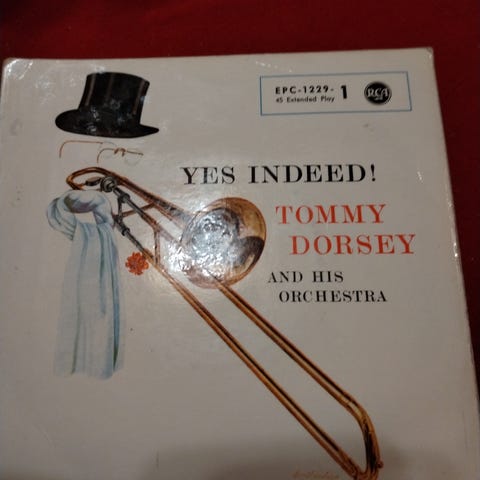 EPC-1229- 1
45 Extended Play
RCA
YES INDEED!
TOMMY
DORSEY
AND HIS
ORCHESTRA